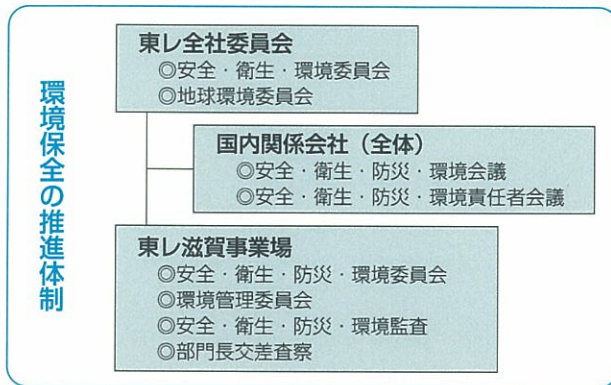 環境保全の推進体制
東レ全社委員会
◎安全・衛生・環境委員会
◎地球環境委員会
国内関係会社（全体）
◎安全・衛生・防災・環境会議
◎安全・衛生・防災・環境責任者会議
東レ滋賀事業場
◎安全・衛生・防災・環境委員会
◎環境管理委員会
◎安全・衛生・防災・環境監査
◎部門長交差査察